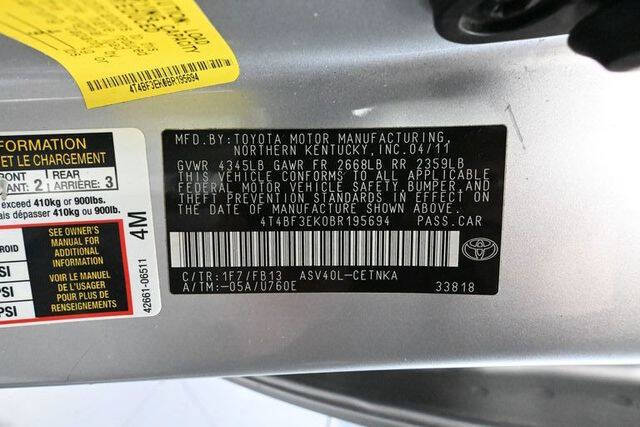 4T4BF3EK0BR195694
ET LE CHARGEMENT
ANT: 2 ARRIÈRE: 3
exceed 410kg or 900lbs.
is dépasser 410kg ou 900lb.
SEE OWNER'S
MANUAL FOR
ADDITIONAL
INFORMATION
VOIR LE MANUEL
DE L'USAGER
POUR PLUS DE
RENSEIGNEMENTS
4M
42661-06511
MFD.BY: TOYOTA MOTOR MANUFACTURING,
NORTHERN KENTUCKY,INC.04/11
GVWR 4345LB GAWR FR 2668LB RR 2359LB
THIS VEHICLE CONFORMS TO ALL APPLICABLE
FEDERAL MOTOR VEHICLE SAFETY,BUMPER,AND
THEFT PREVENTION STANDARDS IN EFFECT ON
THE DATE OF MANUFACTURE SHOWN ABOVE.
4T4BF3EK0BR195694 PASS.CAR
C/TR:1F7/FB13 ASV40L-CETNKA
A/TM:-05A/U760E 33818